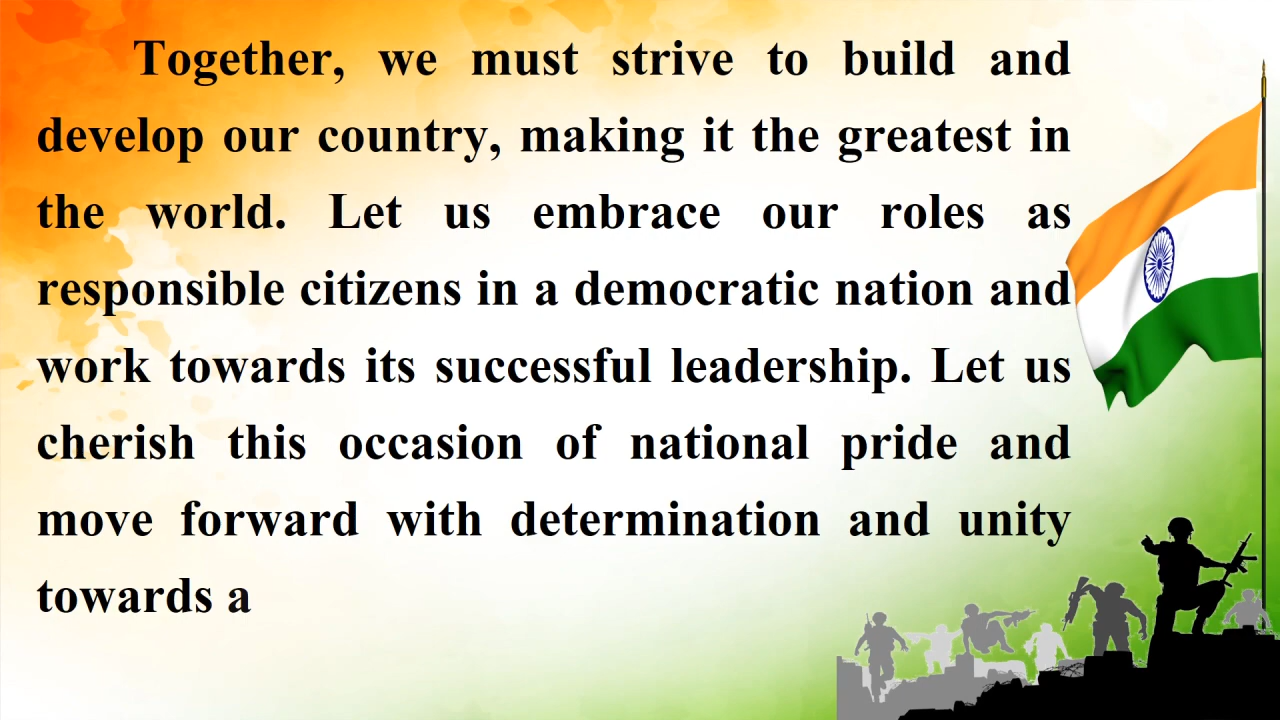 Together, we must strive to build and
develop our country, making it the greatest in
the world. Let us embrace our roles as
responsible citizens in a democratic nation and
work towards its successful leadership. Let us
cherish this occasion of national pride and
move forward with determination and unity
towards a